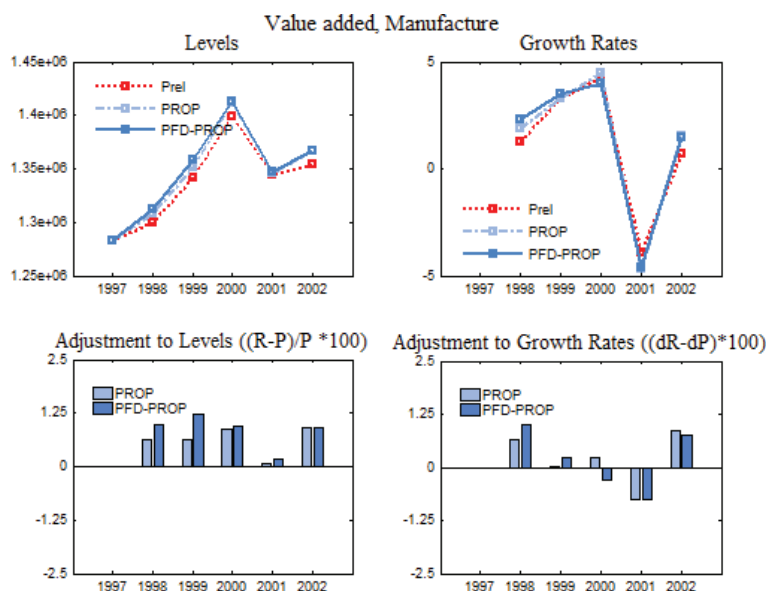 Value added, Manufacture
Levels
1.45e+06
1.4e+06
1.35e+06
1.3e+06
1.25e+06
Prel
PROP
PFD-PROP
1997 1998 1999 2000 2001 2002
Growth Rates
5
0
-5
Prel
PROP
PFD-PROP
1997 1998 1999 2000 2001 2002
Adjustment to Levels ((R-P)/P *100)
2.5
1.25
0
-1.25
-2.5
PROP
PFD-PROP
1997 1998 1999 2000 2001 2002
Adjustment to Growth Rates ((dR-dP)*100)
2.5
1.25
0
-1.25
-2.5
PROP
PFD-PROP
1997 1998 1999 2000 2001 2002